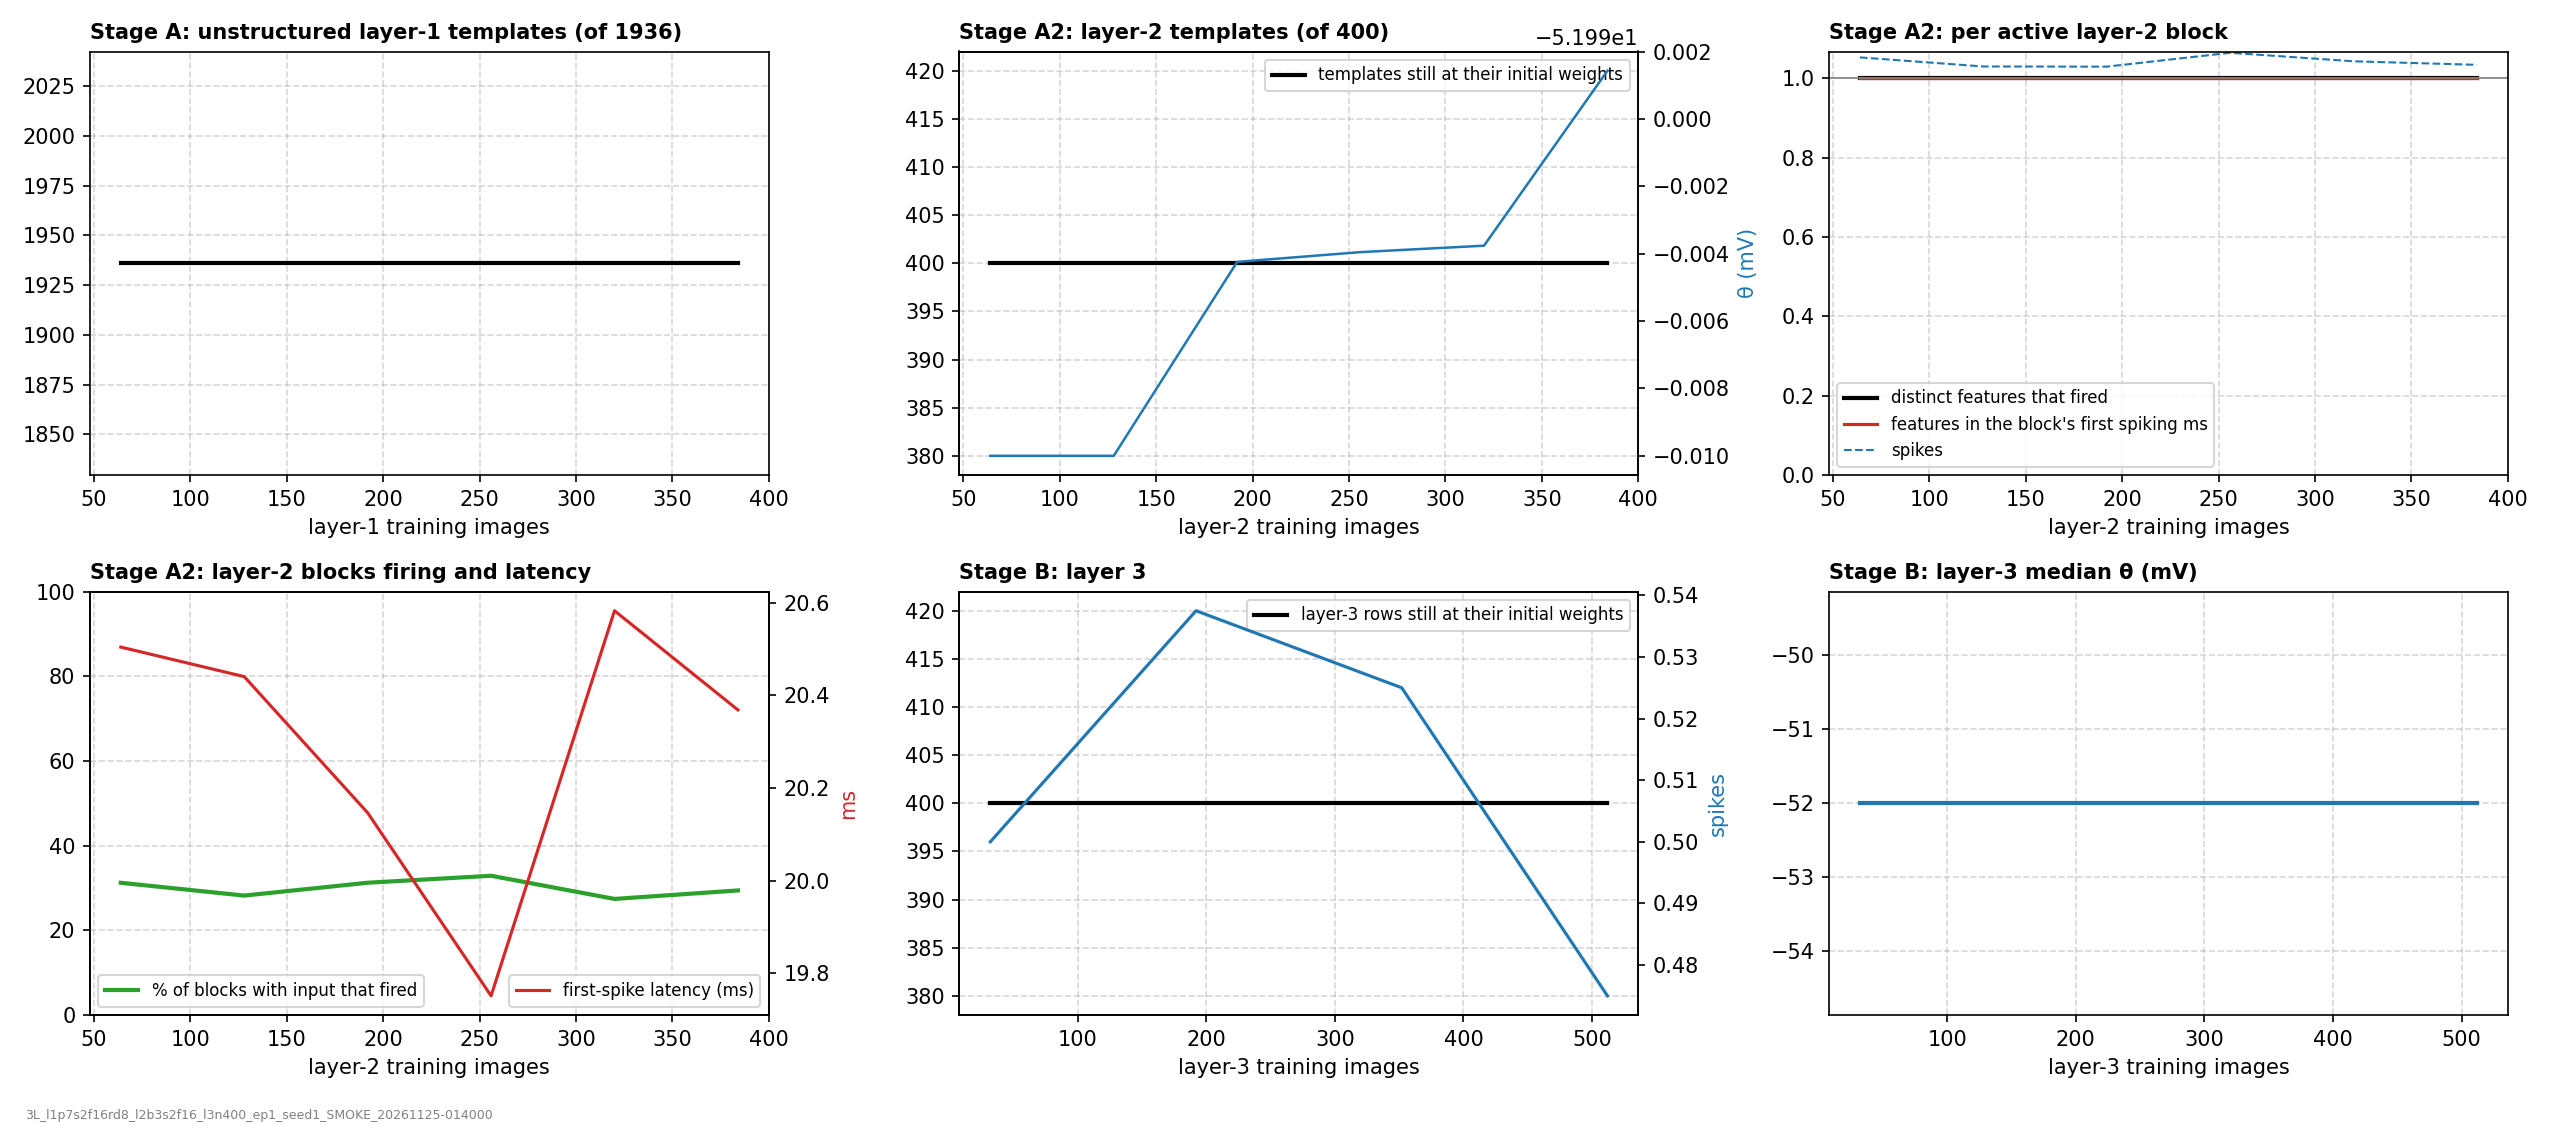 Stage A: unstructured layer-1 templates (of 1936)
2025
2000
1975
1950
1925
1900
1875
1850
50 100 150 200 250 300 350 400
layer-1 training images
Stage A2: layer-2 templates (of 400)
−5.199e1
templates still at their initial weights
420
415
410
405
400
395
390
385
380
0.002
0.000
−0.002
−0.004
−0.006
−0.008
−0.010
θ (mV)
50 100 150 200 250 300 350 400
layer-2 training images
Stage A2: per active layer-2 block
1.0
0.8
0.6
0.4
0.2
0.0
distinct features that fired
features in the block's first spiking ms
spikes
50 100 150 200 250 300 350 400
layer-2 training images
Stage A2: layer-2 blocks firing and latency
100
80
60
40
20
0
20.6
20.4
20.2
20.0
19.8
ms
% of blocks with input that fired
first-spike latency (ms)
50 100 150 200 250 300 350 400
layer-2 training images
Stage B: layer 3
layer-3 rows still at their initial weights
420
415
410
405
400
395
390
385
380
0.54
0.53
0.52
0.51
0.50
0.49
0.48
spikes
100 200 300 400 500
layer-3 training images
Stage B: layer-3 median θ (mV)
−50
−51
−52
−53
−54
100 200 300 400 500
layer-3 training images
3L_l1p7s2f16rd8_l2b3s2f16_l3n400_ep1_seed1_SMOKE_20261125-014000